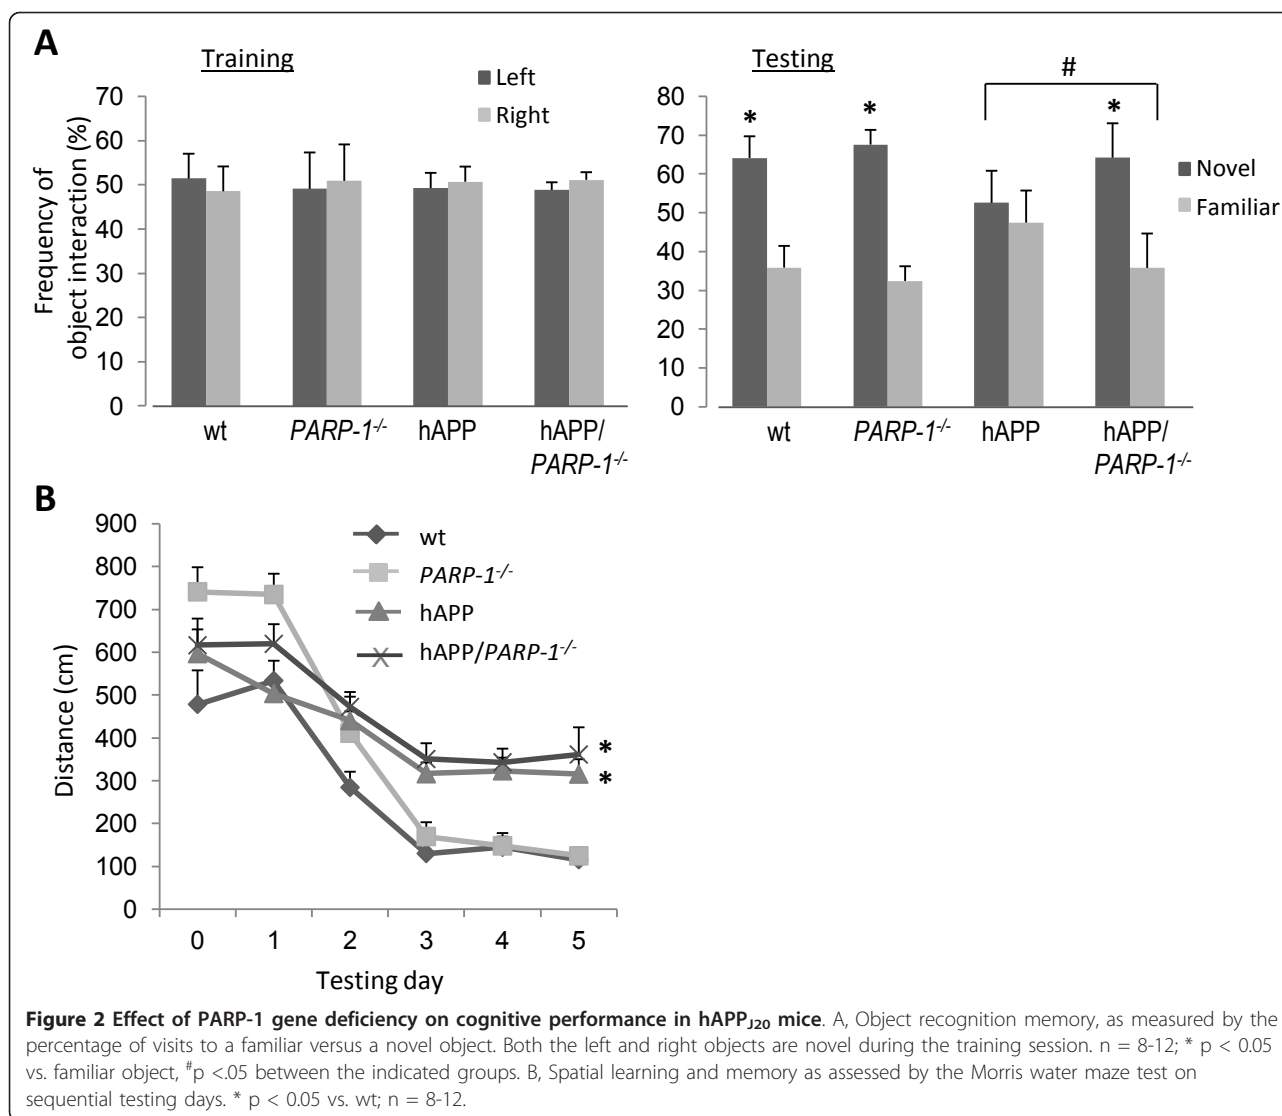 A
Training
Left
Right
Frequency of
object interaction (%)
70
60
50
40
30
20
10
0
wt
PARP-1-/-
hAPP
hAPP/
PARP-1-/-
Testing
#
* * *
Novel
Familiar
80
70
60
50
40
30
20
10
0
wt
PARP-1-/-
hAPP
hAPP/
PARP-1-/-
B
wt
PARP-1-/-
hAPP
hAPP/PARP-1-/-
Distance (cm)
900
800
700
600
500
400
300
200
100
0
*
*
0 1 2 3 4 5
Testing day
Figure 2 Effect of PARP-1 gene deficiency on cognitive performance in hAPPJ20 mice. A, Object recognition memory, as measured by the
percentage of visits to a familiar versus a novel object. Both the left and right objects are novel during the training session. n = 8-12; * p < 0.05
vs. familiar object, #p <.05 between the indicated groups. B, Spatial learning and memory as assessed by the Morris water maze test on
sequential testing days. * p < 0.05 vs. wt; n = 8-12.